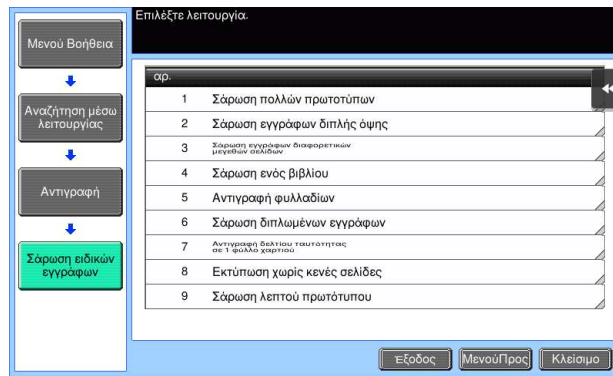 Επιλέξτε λειτουργία.
Μενού Βοήθεια
Αναζήτηση μέσω
λειτουργίας
Αντιγραφή
Σάρωση ειδικών
εγγράφων
αρ.
1 Σάρωση πολλών πρωτοτύπων
2 Σάρωση εγγράφων διπλής όψης
3 Σάρωση εγγράφων διαφορετικών
μεγεθών σελίδων
4 Σάρωση ενός βιβλίου
5 Αντιγραφή φυλλαδίων
6 Σάρωση διπλωμένων εγγράφων
7 Αντιγραφή δελτίου ταυτότητας
σε 1 φύλλο χαρτιού
8 Εκτύπωση χωρίς κενές σελίδες
9 Σάρωση λεπτού πρωτότυπου
Έξοδος ΜενούΠρος Κλείσιμο